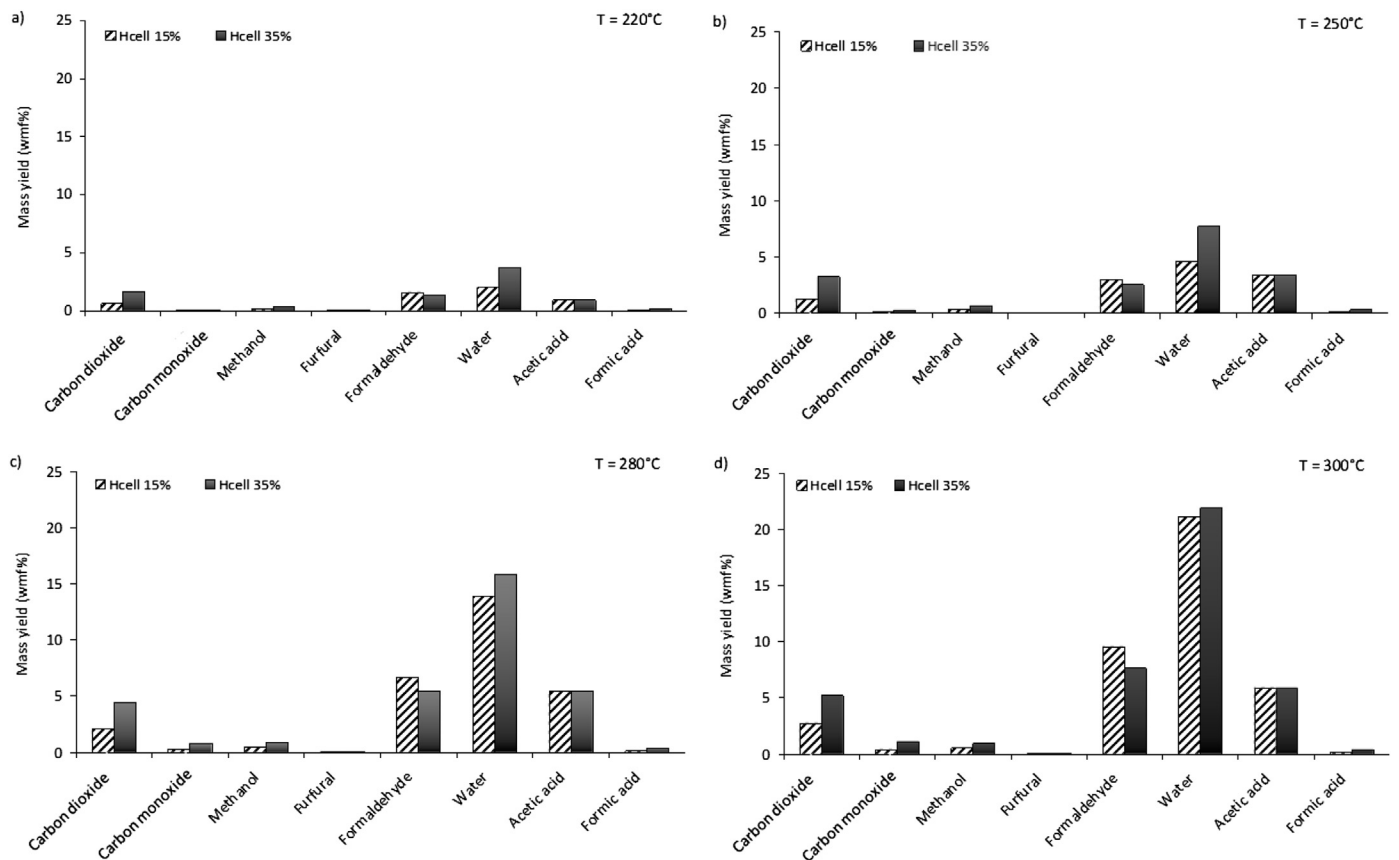 a)
T = 220°C
Hcell 15%
Hcell 35%
Mass yield (wmf%)
25
20
15
10
5
0
Carbon dioxide
Carbon monoxide
Methanol
Furfural
Formaldehyde
Water
Acetic acid
Formic acid
b)
T = 250°C
Hcell 15%
Hcell 35%
Mass yield (wmf%)
25
20
15
10
5
0
Carbon dioxide
Carbon monoxide
Methanol
Furfural
Formaldehyde
Water
Acetic acid
Formic acid
c)
T = 280°C
Hcell 15%
Hcell 35%
Mass yield (wmf%)
25
20
15
10
5
0
Carbon dioxide
Carbon monoxide
Methanol
Furfural
Formaldehyde
Water
Acetic acid
Formic acid
d)
T = 300°C
Hcell 15%
Hcell 35%
Mass yield (wmf%)
25
20
15
10
5
0
Carbon dioxide
Carbon monoxide
Methanol
Furfural
Formaldehyde
Water
Acetic acid
Formic acid